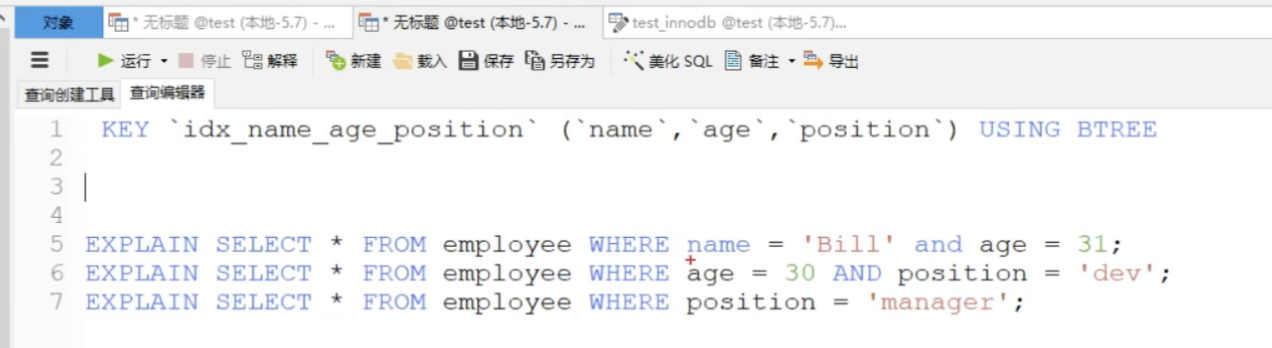 对象 * 无标题 @test (本地-5.7) - ... * 无标题 @test (本地-5.7) - ... test_innodb @test (本地-5.7)...
运行 停止 解释 新建 载入 保存 另存为 美化 SQL 备注 导出
查询创建工具 查询编辑器
1 KEY `idx_name_age_position` (`name`,`age`,`position`) USING BTREE
2
3
4
5 EXPLAIN SELECT * FROM employee WHERE name = 'Bill' and age = 31;
6 EXPLAIN SELECT * FROM employee WHERE age = 30 AND position = 'dev';
7 EXPLAIN SELECT * FROM employee WHERE position = 'manager';